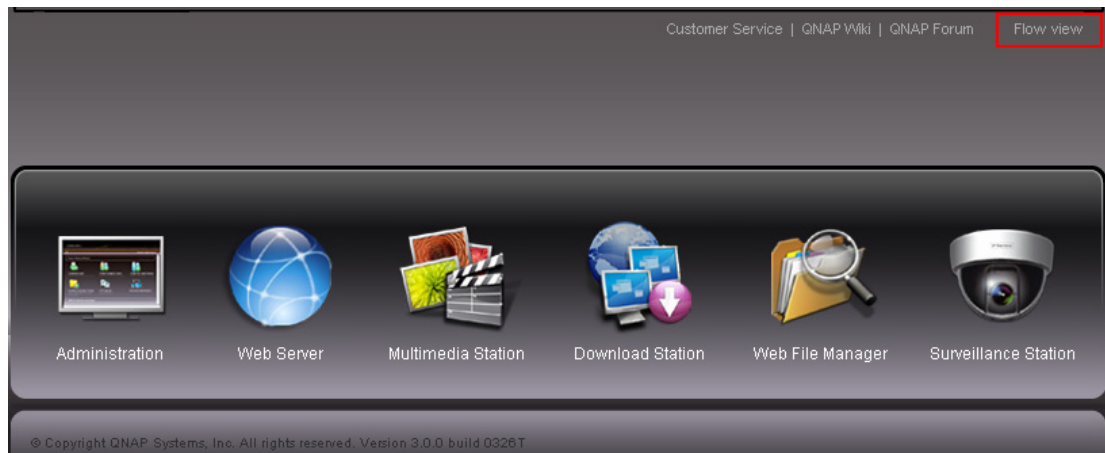 Customer Service | QNAP Wiki | QNAP Forum Flow view
Administration Web Server Multimedia Station Download Station Web File Manager Surveillance Station
© Copyright QNAP Systems, Inc. All rights reserved. Version 3.0.0 build 0326T